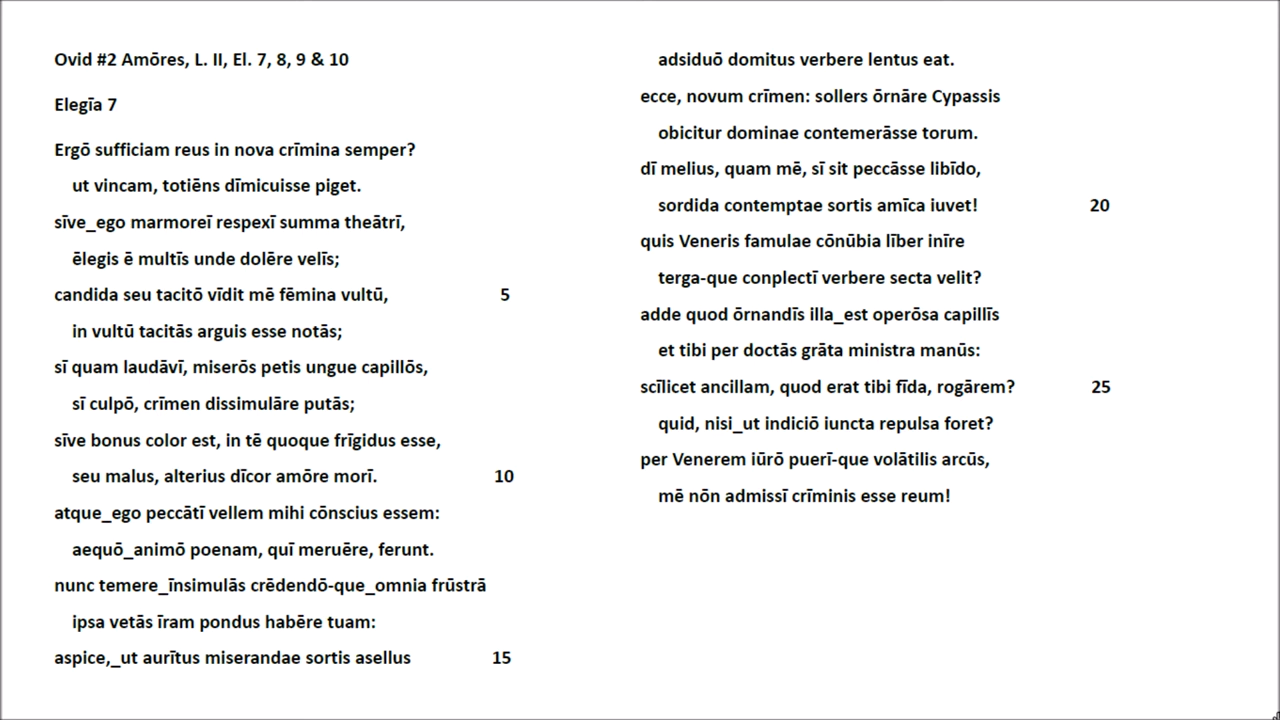 Ovid #2 Amōres, L. II, El. 7, 8, 9 & 10
Elegīa 7
Ergō sufficiam reus in nova crīmina semper?
ut vincam, totiēns dīmicuisse piget.
sīve_ego marmoreī respexī summa theātrī,
ēlegis ē multīs unde dolēre velīs;
candida seu tacitō vīdit mē fēmina vultū, 5
in vultū tacitās arguis esse notās;
sī quam laudāvī, miserōs petis ungue capillōs,
sī culpō, crīmen dissimulāre putās;
sīve bonus color est, in tē quoque frīgidus esse,
seu malus, alterius dīcor amōre morī. 10
atque_ego peccātī vellem mihi cōnscius essem:
aequō_animō poenam, quī meruēre, ferunt.
nunc temere_īnsimulās crēdendō-que_omnia frūstrā
ipsa vetās īram pondus habēre tuam:
aspice,_ut aurītus miserandae sortis asellus 15
adsiduō domitus verbere lentus eat.
ecce, novum crīmen: sollers ōrnāre Cypassis
obicitur dominae contemerāsse torum.
dī melius, quam mē, sī sit peccāsse libīdo,
sordida contemptae sortis amīca iuvet! 20
quis Veneris famulae cōnūbia līber inīre
terga-que conplectī verbere secta velit?
adde quod ōrnandīs illa_est operōsa capillīs
et tibi per doctās grāta ministra manūs:
scīlicet ancillam, quod erat tibi fīda, rogārem? 25
quid, nisi_ut indiciō iuncta repulsa foret?
per Venerem iūrō puerī-que volātilis arcūs,
mē nōn admissī crīminis esse reum!